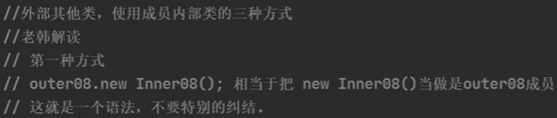 //外部其他类，使用成员内部类的三种方式
//老韩解读
// 第一种方式
// outer08.new Inner08(); 相当于把 new Inner08()当做是outer08成员
// 这就是一个语法，不要特别的纠结.